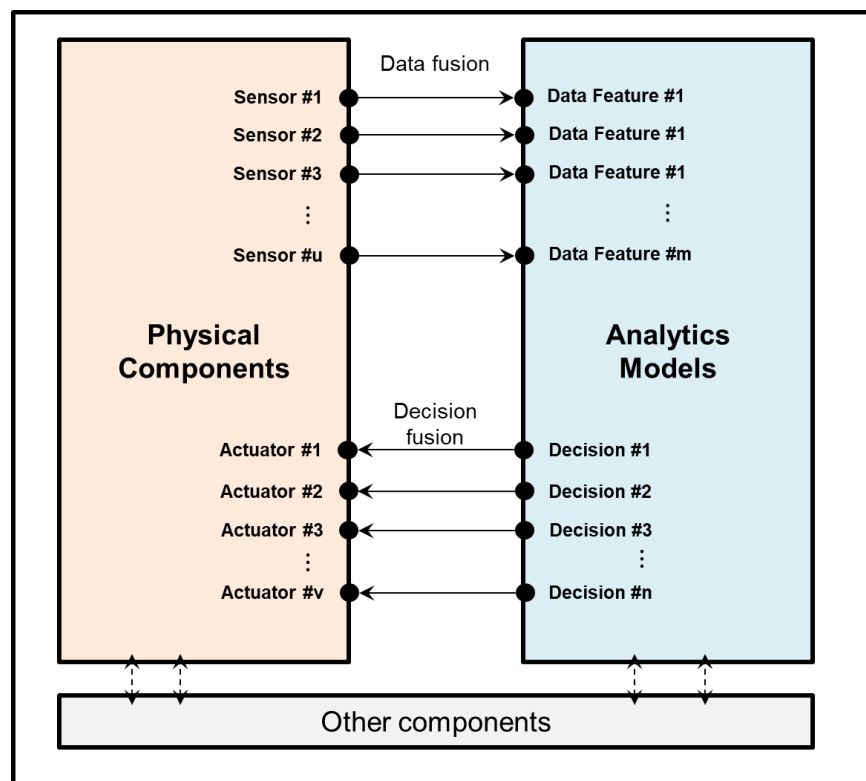 Data fusion
Sensor #1
Data Feature #1
Sensor #2
Data Feature #1
Sensor #3
Data Feature #1
⋮
⋮
Sensor #u
Data Feature #m
Physical
Components
Analytics
Models
Decision
fusion
Actuator #1
Decision #1
Actuator #2
Decision #2
Actuator #3
Decision #3
⋮
⋮
Actuator #v
Decision #n
Other components